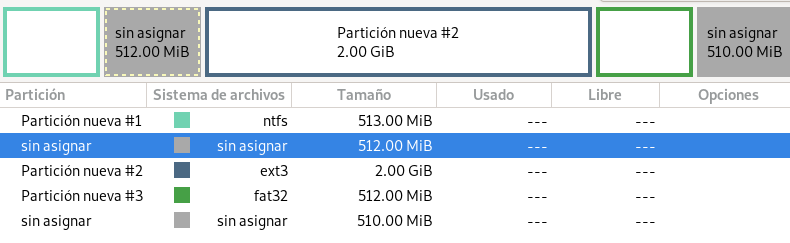 sin asignar
512.00 MiB
Partición nueva #2
2.00 GiB
sin asignar
510.00 MiB
Partición Sistema de archivos Tamaño Usado Libre Opciones
Partición nueva #1 ntfs 513.00 MiB --- ---
sin asignar sin asignar 512.00 MiB --- ---
Partición nueva #2 ext3 2.00 GiB --- ---
Partición nueva #3 fat32 512.00 MiB --- ---
sin asignar sin asignar 510.00 MiB --- ---